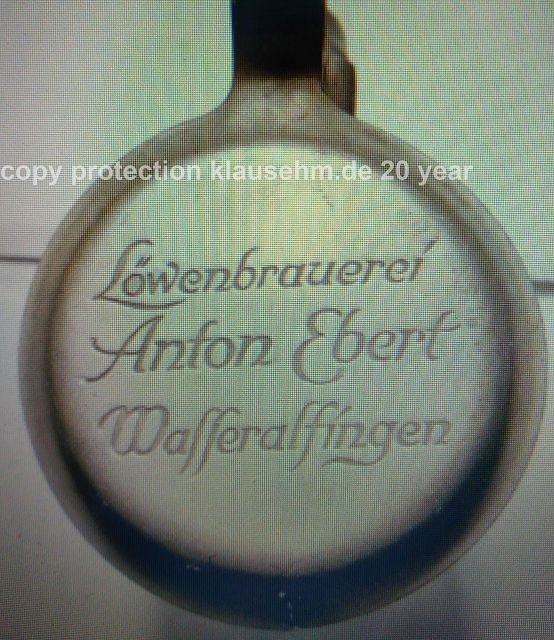 copy protection klausehm.de 20 year
Löwenbrauerei
Anton Ebert
Waſſeralfingen